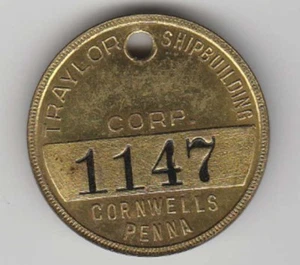 TRAYLOR SHIPBUILDING
CORP.
1147
CORNWELLS
PENNA